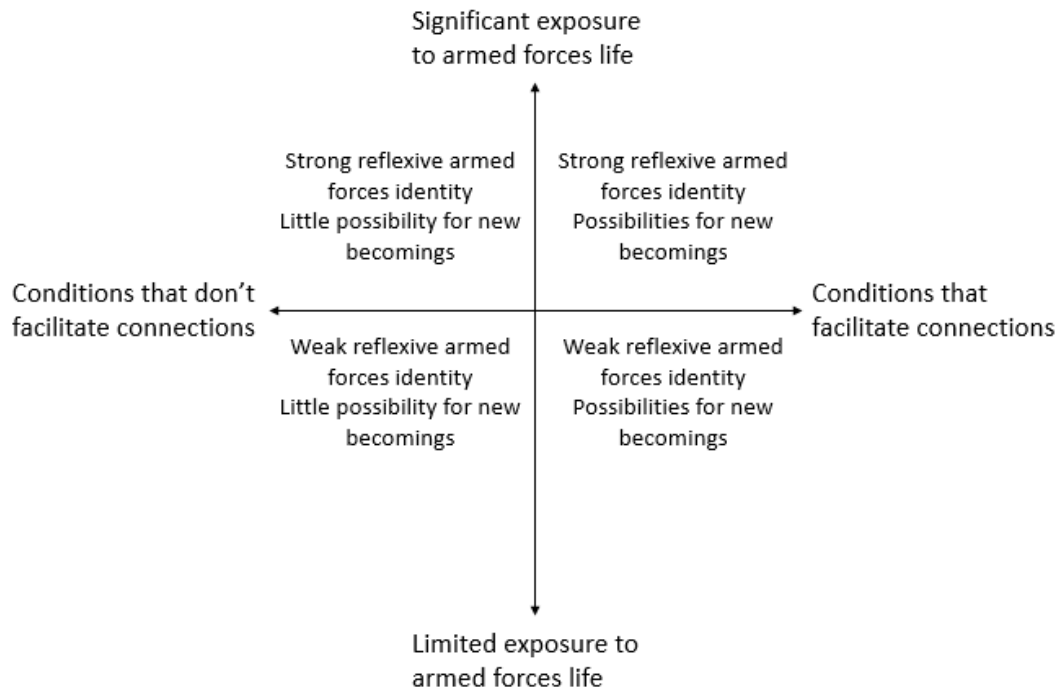 Significant exposure
to armed forces life
Strong reflexive armed
forces identity
Little possibility for new
becomings
Strong reflexive armed
forces identity
Possibilities for new
becomings
Conditions that don’t
facilitate connections
Conditions that
facilitate connections
Weak reflexive armed
forces identity
Little possibility for new
becomings
Weak reflexive armed
forces identity
Possibilities for new
becomings
Limited exposure to
armed forces life